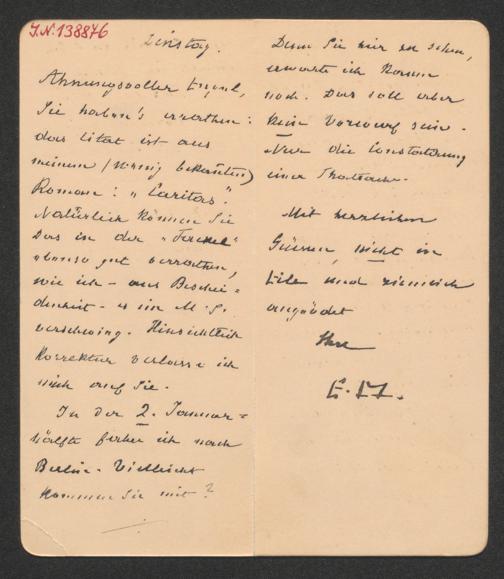 I.N. 138876
Dinstag.
Ahnungsvoller Engel,
Sie haben's errathen:
das Citat ist aus
meinem (wenig bekannten)
Roman: "Caritas".
Natürlich können Sie
das in der "Fackel"
ebenso gut verrathen,
wie ich - aus Beschei=
denheit - es im M. S.
verschwieg. Hinsichtlich
Korrektur verlasse ich
mich auf Sie.
In der 2. Januar=
hälfte fahre ich nach
Berlin. Vielleicht
kommen Sie mit?
Denn Sie hier zu sehen,
erwarte ich kaum
noch. Das soll aber
kein Vorwurf sein.
Nur die Constatirung
einer Thatsache.
Mit herzlichen
Grüssen, nicht in
Eile und ziemlich
angeödet
Ihre